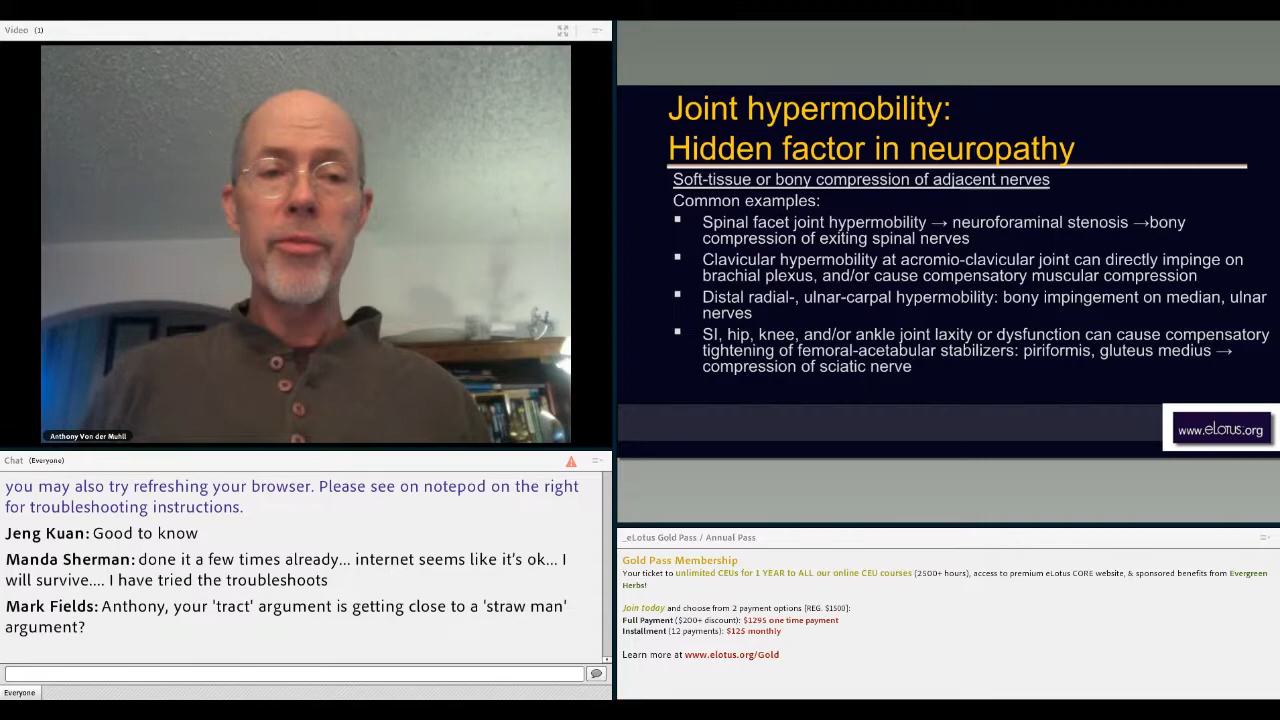 Video (1)
Anthony Von der Muhll
Chat (Everyone)
you may also try refreshing your browser. Please see on notepod on the right
for troubleshooting instructions.
Jeng Kuan: Good to know
Manda Sherman: done it a few times already... internet seems like it's ok... I
will survive.... I have tried the troubleshoots
Mark Fields: Anthony, your 'tract' argument is getting close to a 'straw man'
argument?
Everyone
Joint hypermobility:
Hidden factor in neuropathy
Soft-tissue or bony compression of adjacent nerves
Common examples:
▪ Spinal facet joint hypermobility → neuroforaminal stenosis →bony
compression of exiting spinal nerves
▪ Clavicular hypermobility at acromio-clavicular joint can directly impinge on
brachial plexus, and/or cause compensatory muscular compression
▪ Distal radial-, ulnar-carpal hypermobility: bony impingement on median, ulnar
nerves
▪ SI, hip, knee, and/or ankle joint laxity or dysfunction can cause compensatory
tightening of femoral-acetabular stabilizers: piriformis, gluteus medius →
compression of sciatic nerve
www.eLotus.org
_eLotus Gold Pass / Annual Pass
Gold Pass Membership
Your ticket to unlimited CEUs for 1 YEAR to ALL our online CEU courses (2500+ hours), access to premium eLotus CORE website, & sponsored benefits from Evergreen
Herbs!
Join today and choose from 2 payment options [REG. $1500]:
Full Payment ($200+ discount): $1295 one time payment
Installment (12 payments): $125 monthly
Learn more at www.elotus.org/Gold